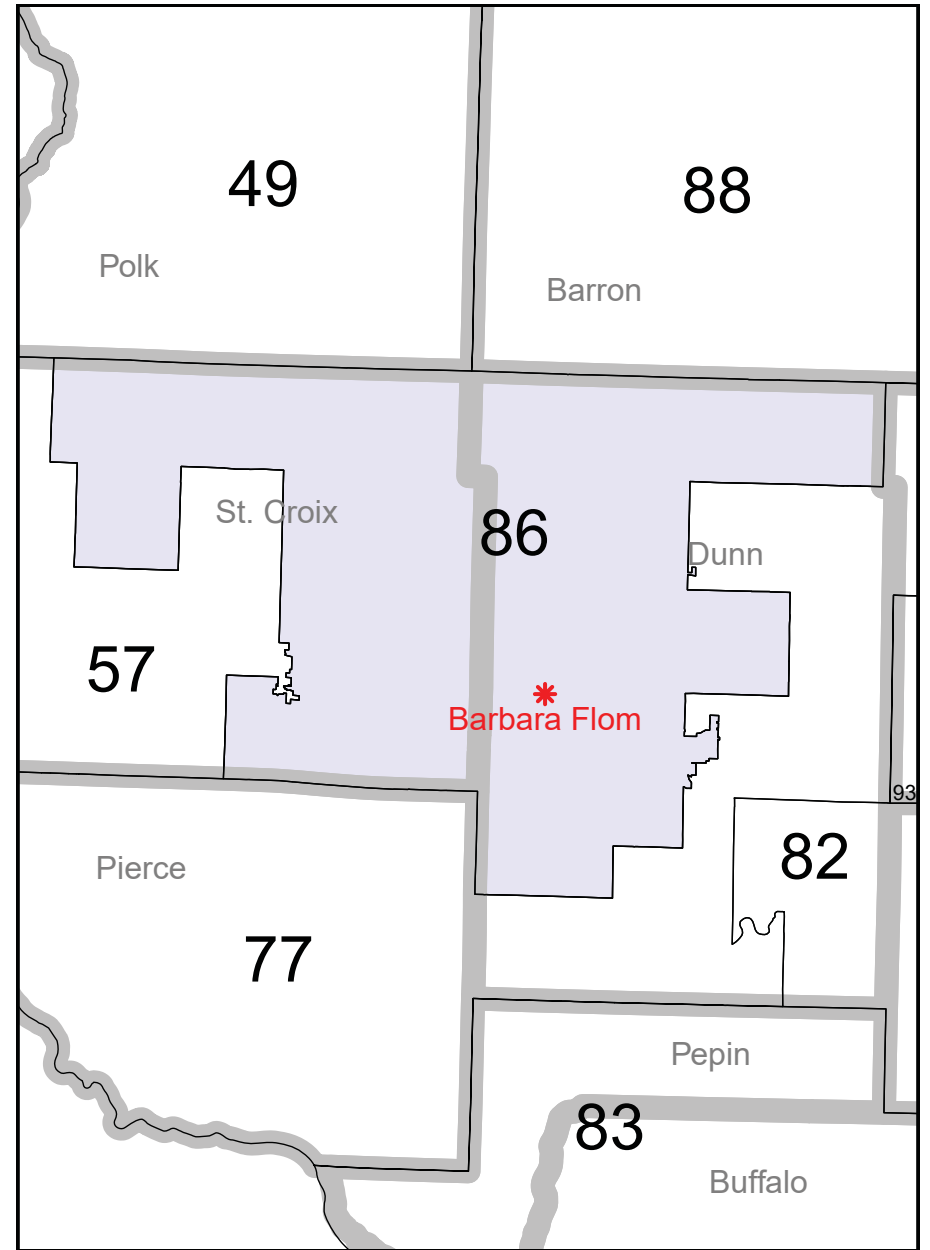 49
88
Polk
Barron
St. Croix
86
Dunn
57
Barbara Flom
93
82
Pierce
77
Pepin
83
Buffalo